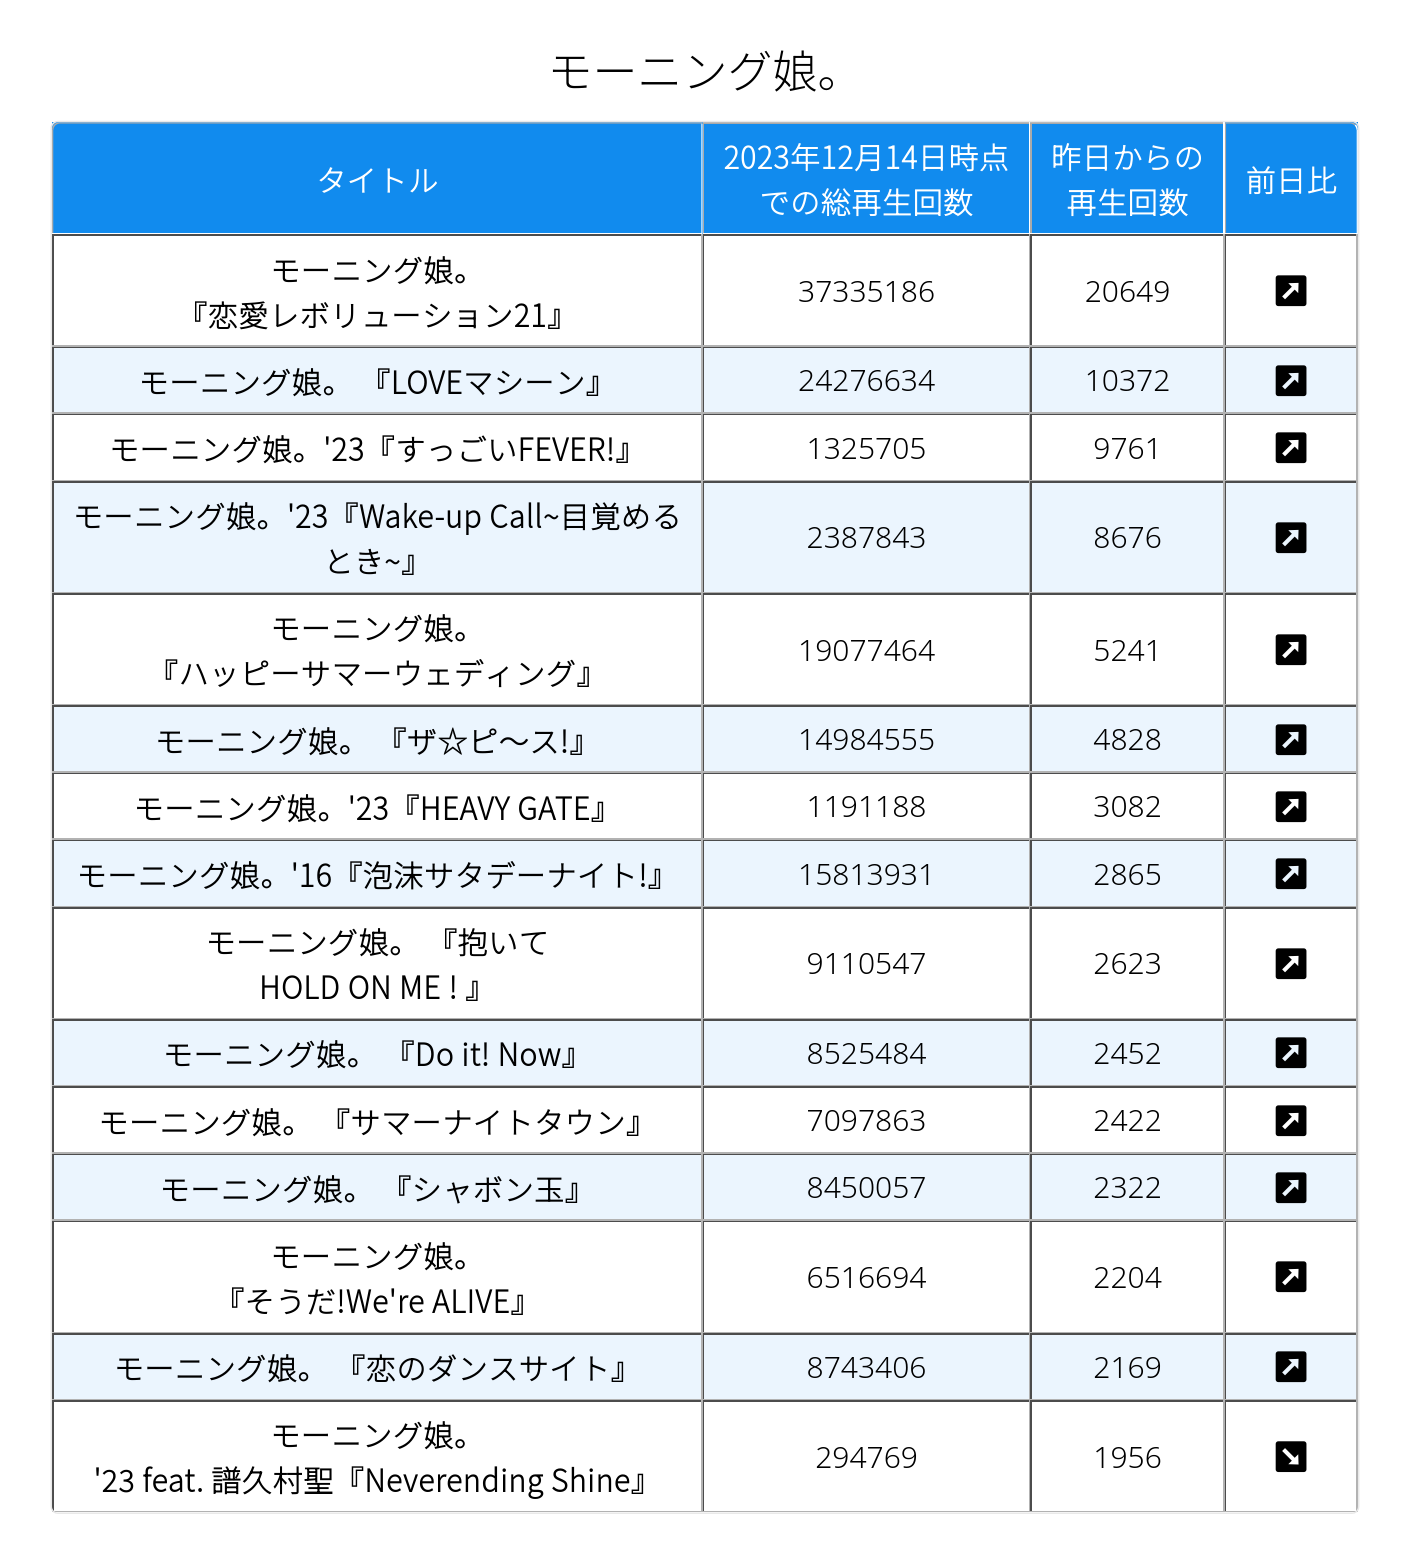 モーニング娘。
タイトル
2023年12月14日時点
での総再生回数
昨日からの
再生回数
前日比
モーニング娘。
『恋愛レボリューション21』
37335186
20649
モーニング娘。 『LOVEマシーン』
24276634
10372
モーニング娘。'23『すっごいFEVER!』
1325705
9761
モーニング娘。'23『Wake-up Call~目覚める
とき~』
2387843
8676
モーニング娘。
『ハッピーサマーウェディング』
19077464
5241
モーニング娘。 『ザ☆ピ～ス!』
14984555
4828
モーニング娘。'23『HEAVY GATE』
1191188
3082
モーニング娘。'16『泡沫サタデーナイト!』
15813931
2865
モーニング娘。 『抱いて
HOLD ON ME ! 』
9110547
2623
モーニング娘。 『Do it! Now』
8525484
2452
モーニング娘。 『サマーナイトタウン』
7097863
2422
モーニング娘。 『シャボン玉』
8450057
2322
モーニング娘。
『そうだ!We're ALIVE』
6516694
2204
モーニング娘。 『恋のダンスサイト』
8743406
2169
モーニング娘。
'23 feat. 譜久村聖『Neverending Shine』
294769
1956